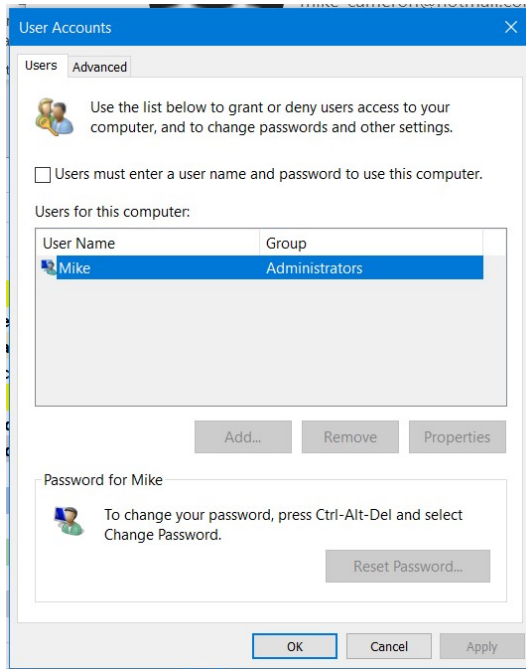 User Accounts
Users
Advanced
Use the list below to grant or deny users access to your
computer, and to change passwords and other settings.
Users must enter a user name and password to use this computer.
Users for this computer:
User Name Group
Mike Administrators
Add... Remove Properties
Password for Mike
To change your password, press Ctrl-Alt-Del and select
Change Password.
Reset Password...
OK Cancel Apply